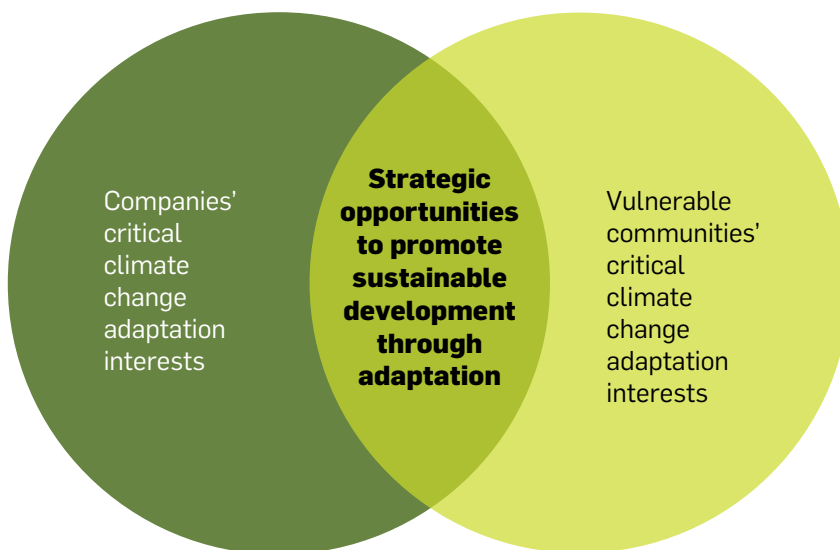 Companies’
critical
climate
change
adaptation
interests
Strategic
opportunities
to promote
sustainable
development
through
adaptation
Vulnerable
communities’
critical
climate
change
adaptation
interests